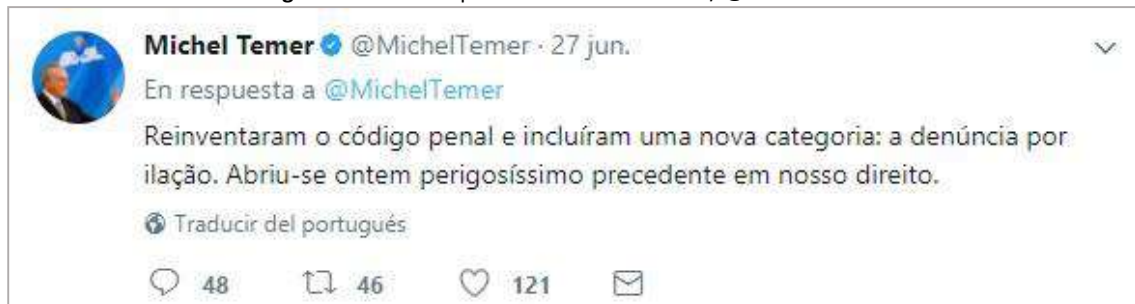 Michel Temer @MichelTemer · 27 jun.
En respuesta a @MichelTemer
Reinventaram o código penal e incluíram uma nova categoria: a denúncia por
ilação. Abriu-se ontem perigosíssimo precedente em nosso direito.
Traducir del portugués
48 46 121